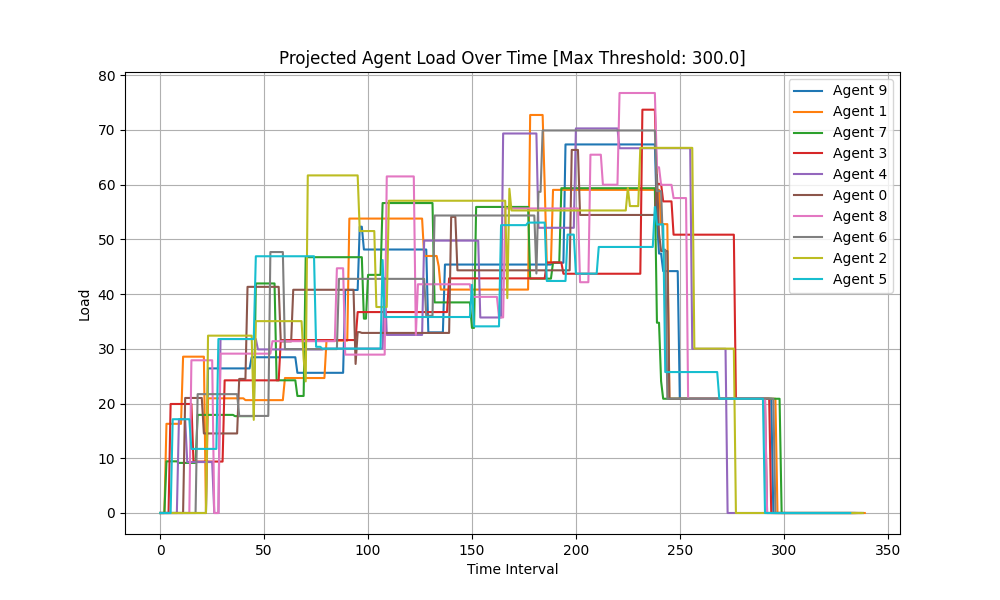 Projected Agent Load Over Time [Max Threshold: 300.0]
80
70
60
50
40
30
20
10
0
Load
0 50 100 150 200 250 300 350
Time Interval
Agent 9
Agent 1
Agent 7
Agent 3
Agent 4
Agent 0
Agent 8
Agent 6
Agent 2
Agent 5